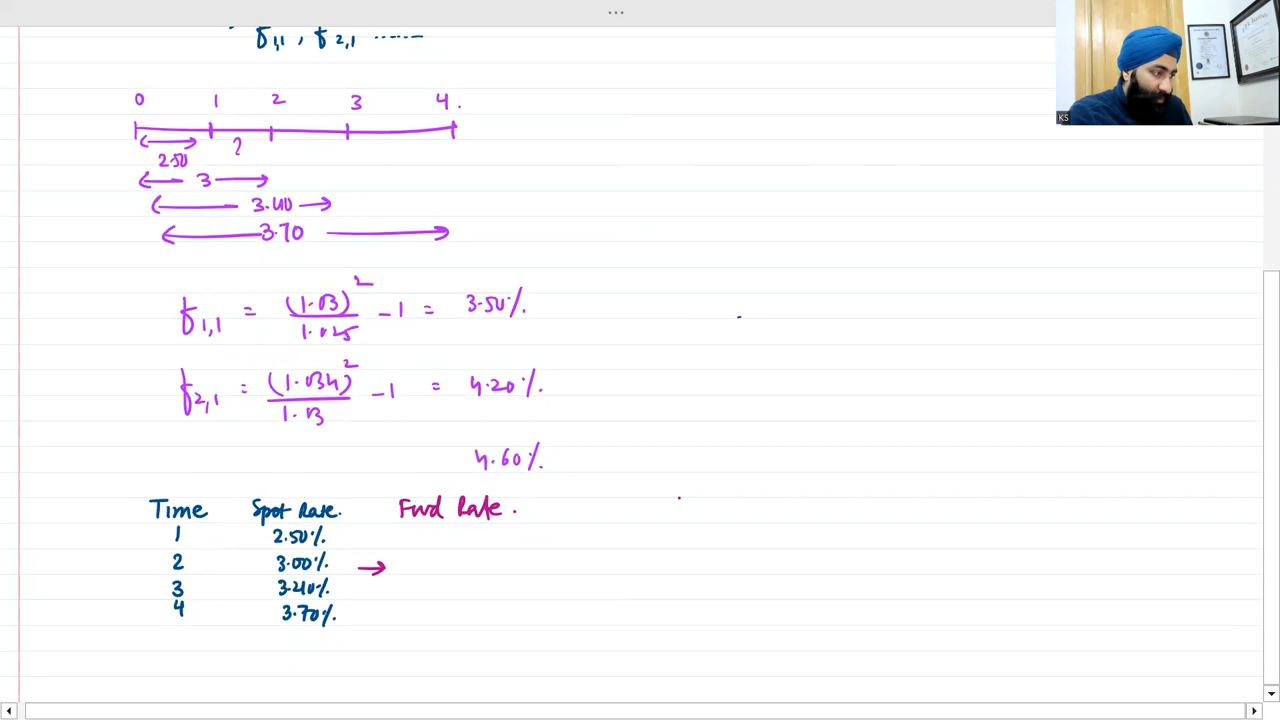 f1,1 , f2,1 ......
0 1 2 3 4 .
2.50 ?
3
3.40
3.70
f1,1 = (1.03)^2 / 1.025 - 1 = 3.50%.
f2,1 = (1.034)^2 / 1.03 - 1 = 4.20%.
4.60%.
Time Spot Rate. Fwd Rate .
1 2.50%.
2 3.00%. →
3 3.40%.
4 3.70%.
KS